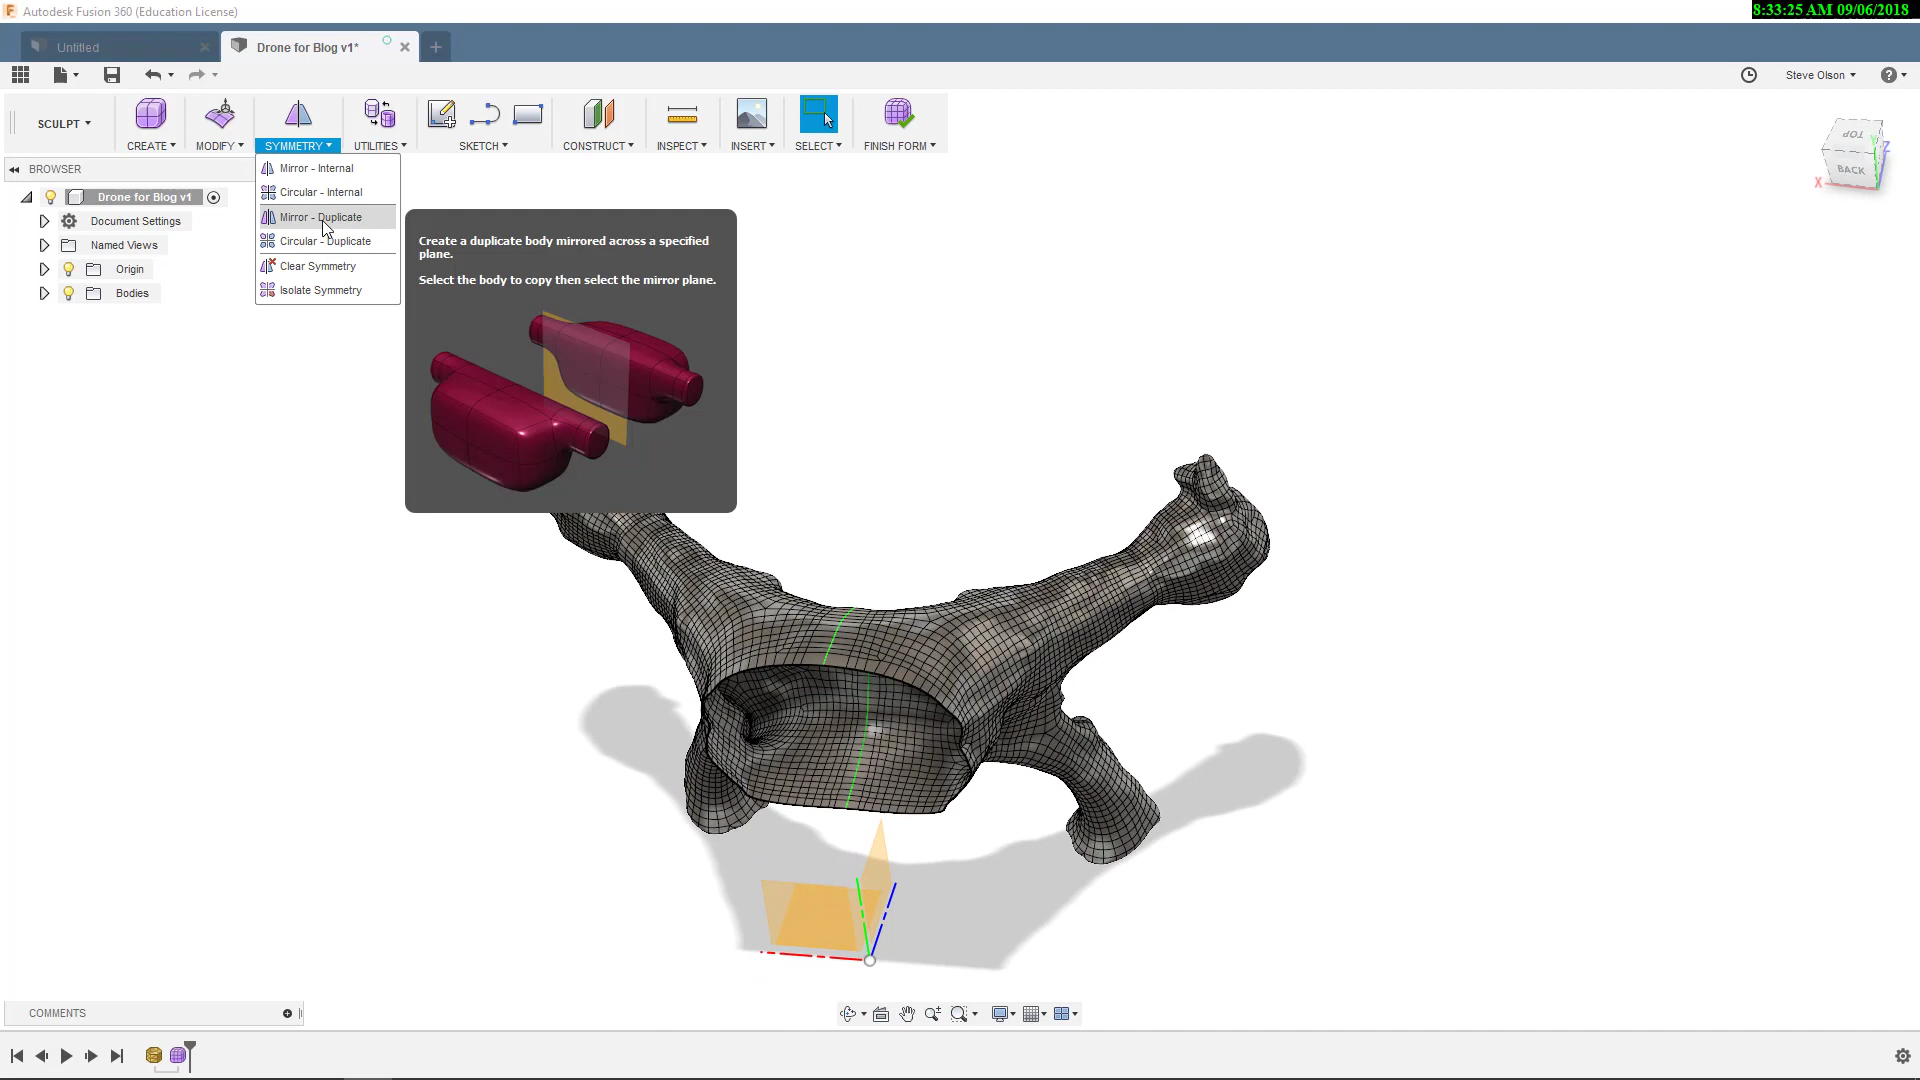 Autodesk Fusion 360 (Education License)
8:33:25 AM 09/06/2018
Untitled
Drone for Blog v1*
Steve Olson
SCULPT
CREATE
MODIFY
SYMMETRY
UTILITIES
SKETCH
CONSTRUCT
INSPECT
INSERT
SELECT
FINISH FORM
BROWSER
Drone for Blog v1
Document Settings
Named Views
Origin
Bodies
Mirror - Internal
Circular - Internal
Mirror - Duplicate
Circular - Duplicate
Clear Symmetry
Isolate Symmetry
Create a duplicate body mirrored across a specified
plane.
Select the body to copy then select the mirror plane.
TOP
BACK
X
Y
Z
COMMENTS